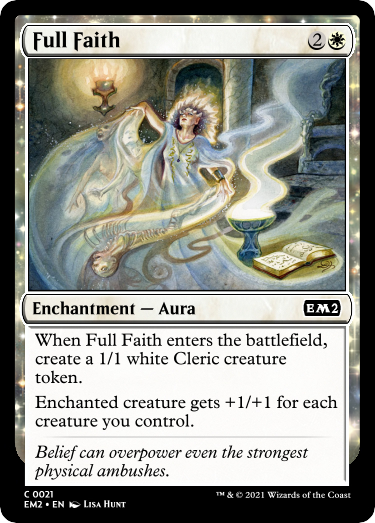 Full Faith 2
Enchantment — Aura EM2
When Full Faith enters the battlefield,
create a 1/1 white Cleric creature
token.
Enchanted creature gets +1/+1 for each
creature you control.
Belief can overpower even the strongest
physical ambushes.
C 0021
EM2 • EN Lisa Hunt ™ & © 2021 Wizards of the Coast